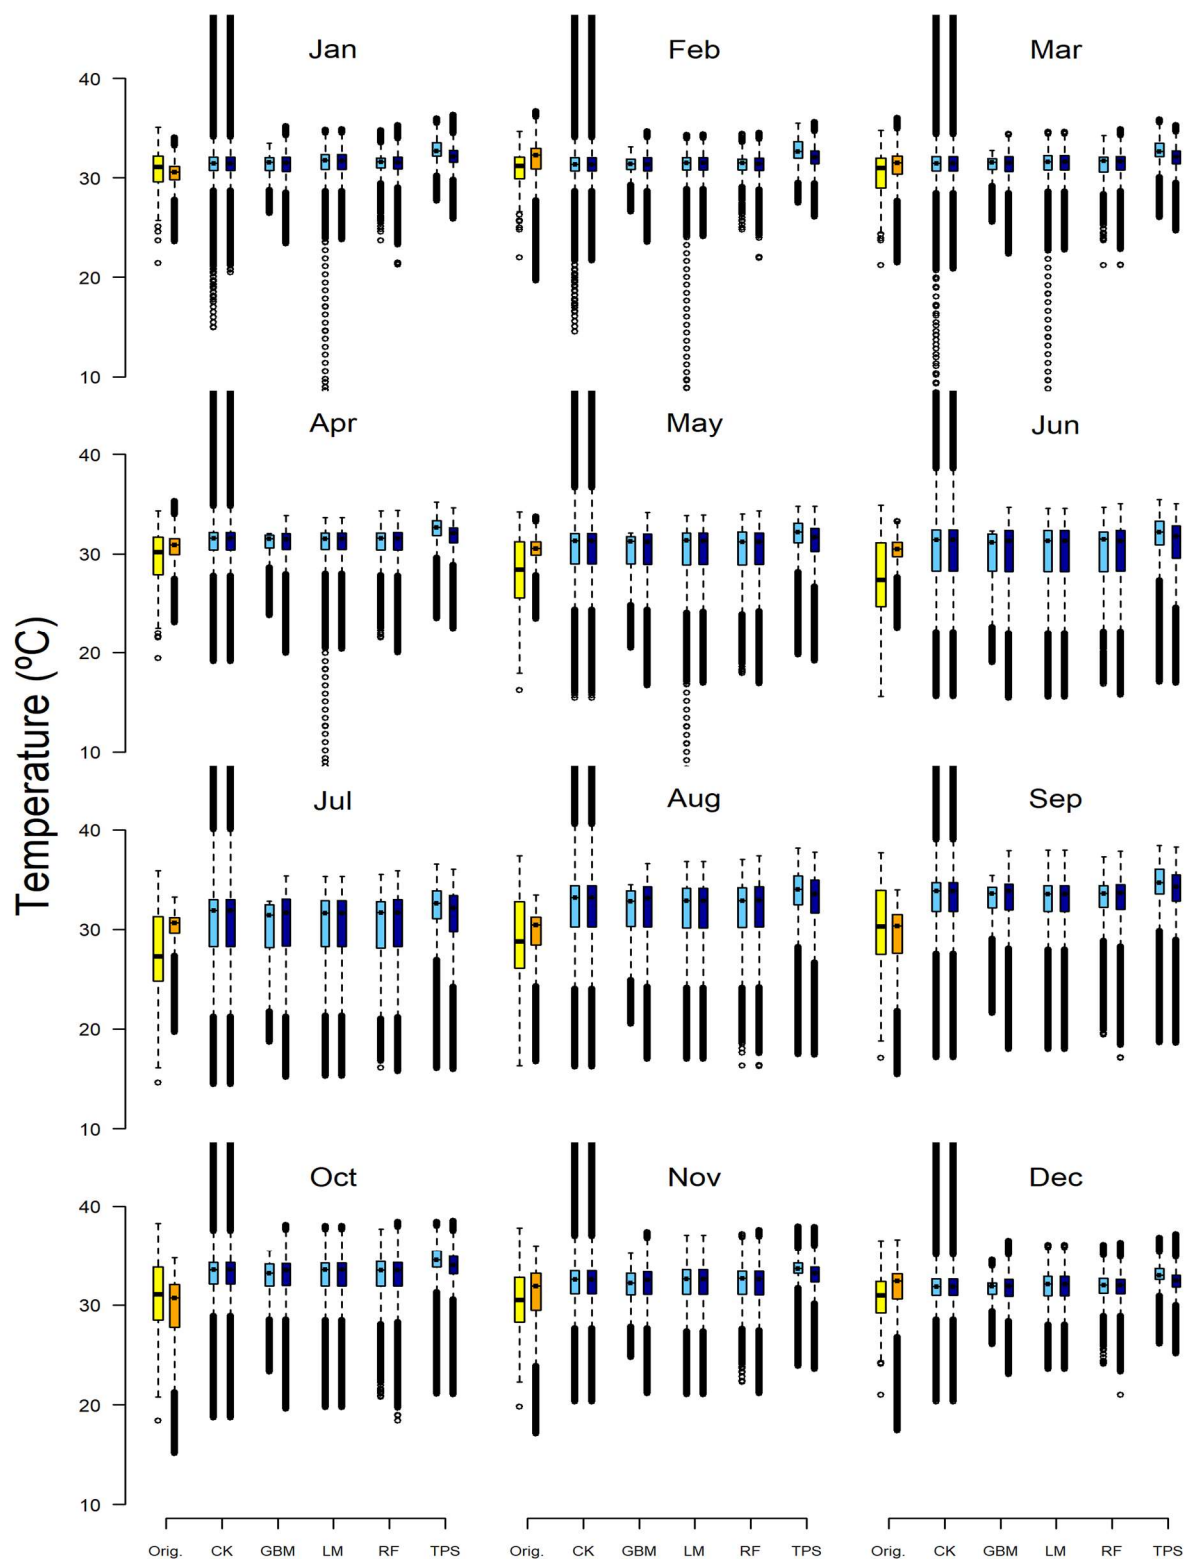 Jan
Feb
Mar
40
30
20
10
Apr
May
Jun
40
30
20
10
Temperature (ºC)
Jul
Aug
Sep
40
30
20
10
Oct
Nov
Dec
40
30
20
10
Orig. CK GBM LM RF TPS
Orig. CK GBM LM RF TPS
Orig. CK GBM LM RF TPS